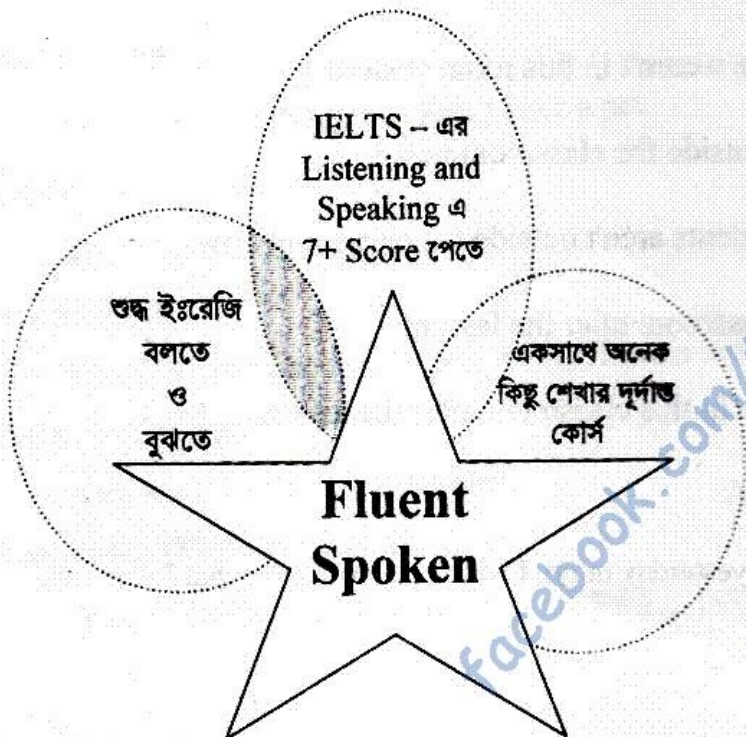 IELTS – এর
Listening and
Speaking এ
7+ Score পেতে
শুদ্ধ ইংরেজি
বলতে
ও
বুঝতে
একসাথে অনেক
কিছু শেখার দূর্দান্ত
কোর্স
Fluent
Spoken
facebook.com/